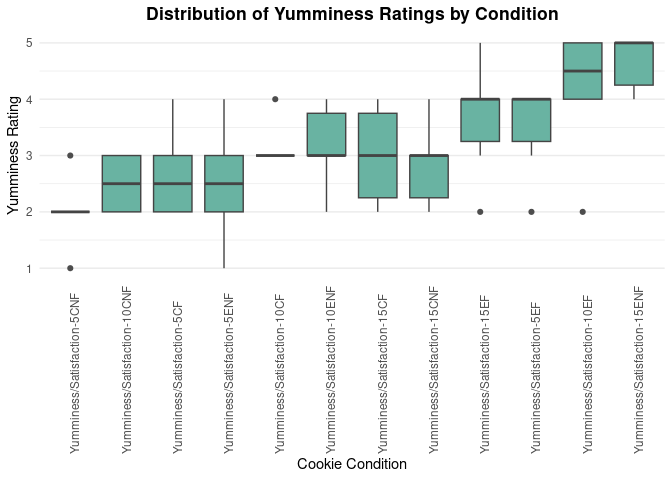 Distribution of Yumminess Ratings by Condition
Yumminess Rating
5
4
3
2
1
Yumminess/Satisfaction-5CNF
Yumminess/Satisfaction-10CNF
Yumminess/Satisfaction-5CF
Yumminess/Satisfaction-5ENF
Yumminess/Satisfaction-10CF
Yumminess/Satisfaction-10ENF
Yumminess/Satisfaction-15CF
Yumminess/Satisfaction-15CNF
Yumminess/Satisfaction-15EF
Yumminess/Satisfaction-5EF
Yumminess/Satisfaction-10EF
Yumminess/Satisfaction-15ENF
Cookie Condition